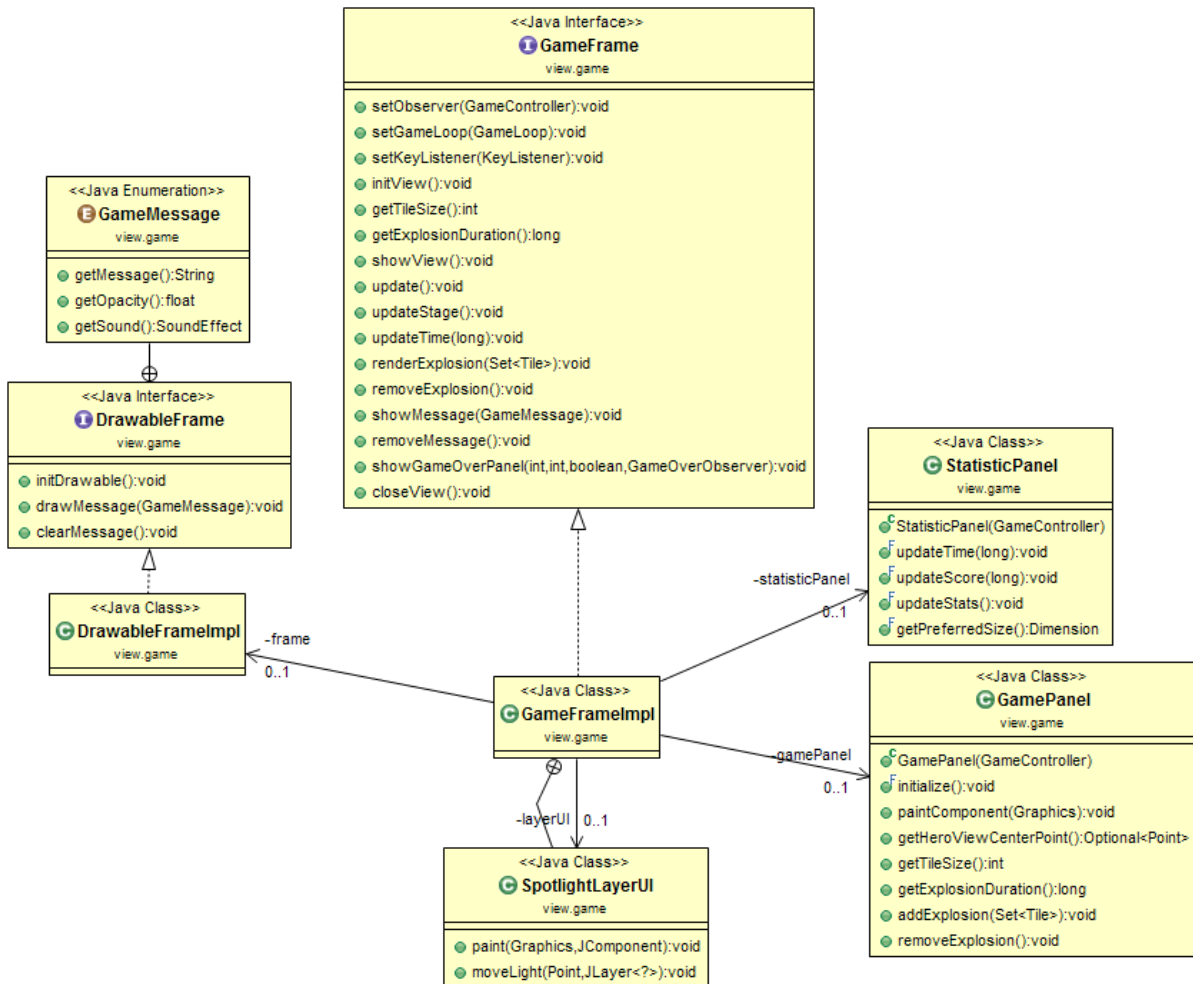 <<Java Interface>>
GameFrame
view.game
setObserver(GameController):void
setGameLoop(GameLoop):void
setKeyListener(KeyListener):void
initView():void
getTileSize():int
getExplosionDuration():long
showView():void
update():void
updateStage():void
updateTime(long):void
renderExplosion(Set<Tile>):void
removeExplosion():void
showMessage(GameMessage):void
removeMessage():void
showGameOverPanel(int,int,boolean,GameOverObserver):void
closeView():void
<<Java Enumeration>>
GameMessage
view.game
getMessage():String
getOpacity():float
getSound():SoundEffect
<<Java Interface>>
DrawableFrame
view.game
initDrawable():void
drawMessage(GameMessage):void
clearMessage():void
<<Java Class>>
DrawableFrameImpl
view.game
-frame
0..1
<<Java Class>>
GameFrameImpl
view.game
-statisticPanel
0..1
<<Java Class>>
StatisticPanel
view.game
StatisticPanel(GameController)
updateTime(long):void
updateScore(long):void
updateStats():void
getPreferredSize():Dimension
-gamePanel
0..1
<<Java Class>>
GamePanel
view.game
GamePanel(GameController)
initialize():void
paintComponent(Graphics):void
getHeroViewCenterPoint():Optional<Point>
getTileSize():int
getExplosionDuration():long
addExplosion(Set<Tile>):void
removeExplosion():void
-layerUI
0..1
<<Java Class>>
SpotlightLayerUI
view.game
paint(Graphics,JComponent):void
moveLight(Point,JLayer<?>):void